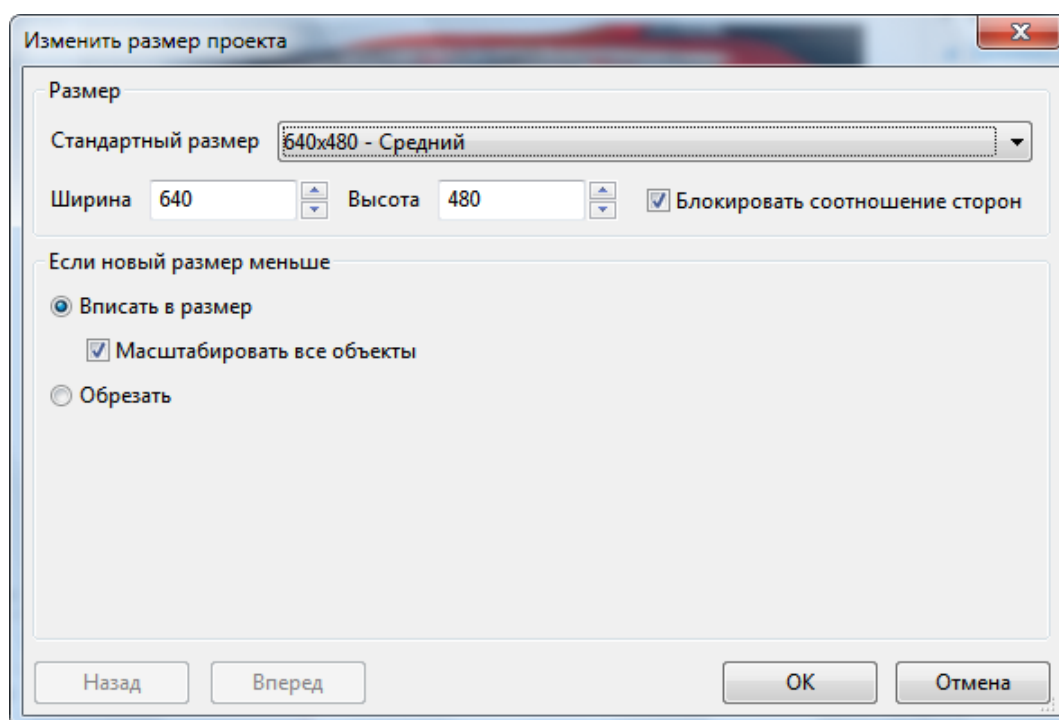 Изменить размер проекта
Размер
Стандартный размер 640x480 - Средний
Ширина 640 Высота 480 Блокировать соотношение сторон
Если новый размер меньше
Вписать в размер
Масштабировать все объекты
Обрезать
Назад Вперед ОК Отмена